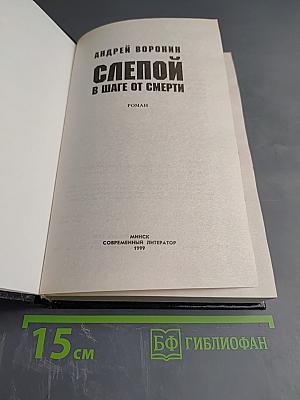 АНДРЕЙ ВОРОНИН
СЛЕПОЙ
В ШАГЕ ОТ СМЕРТИ
РОМАН
МИНСК
СОВРЕМЕННЫЙ ЛИТЕРАТОР
1999
15 см
БФ ГИБЛИОФАН